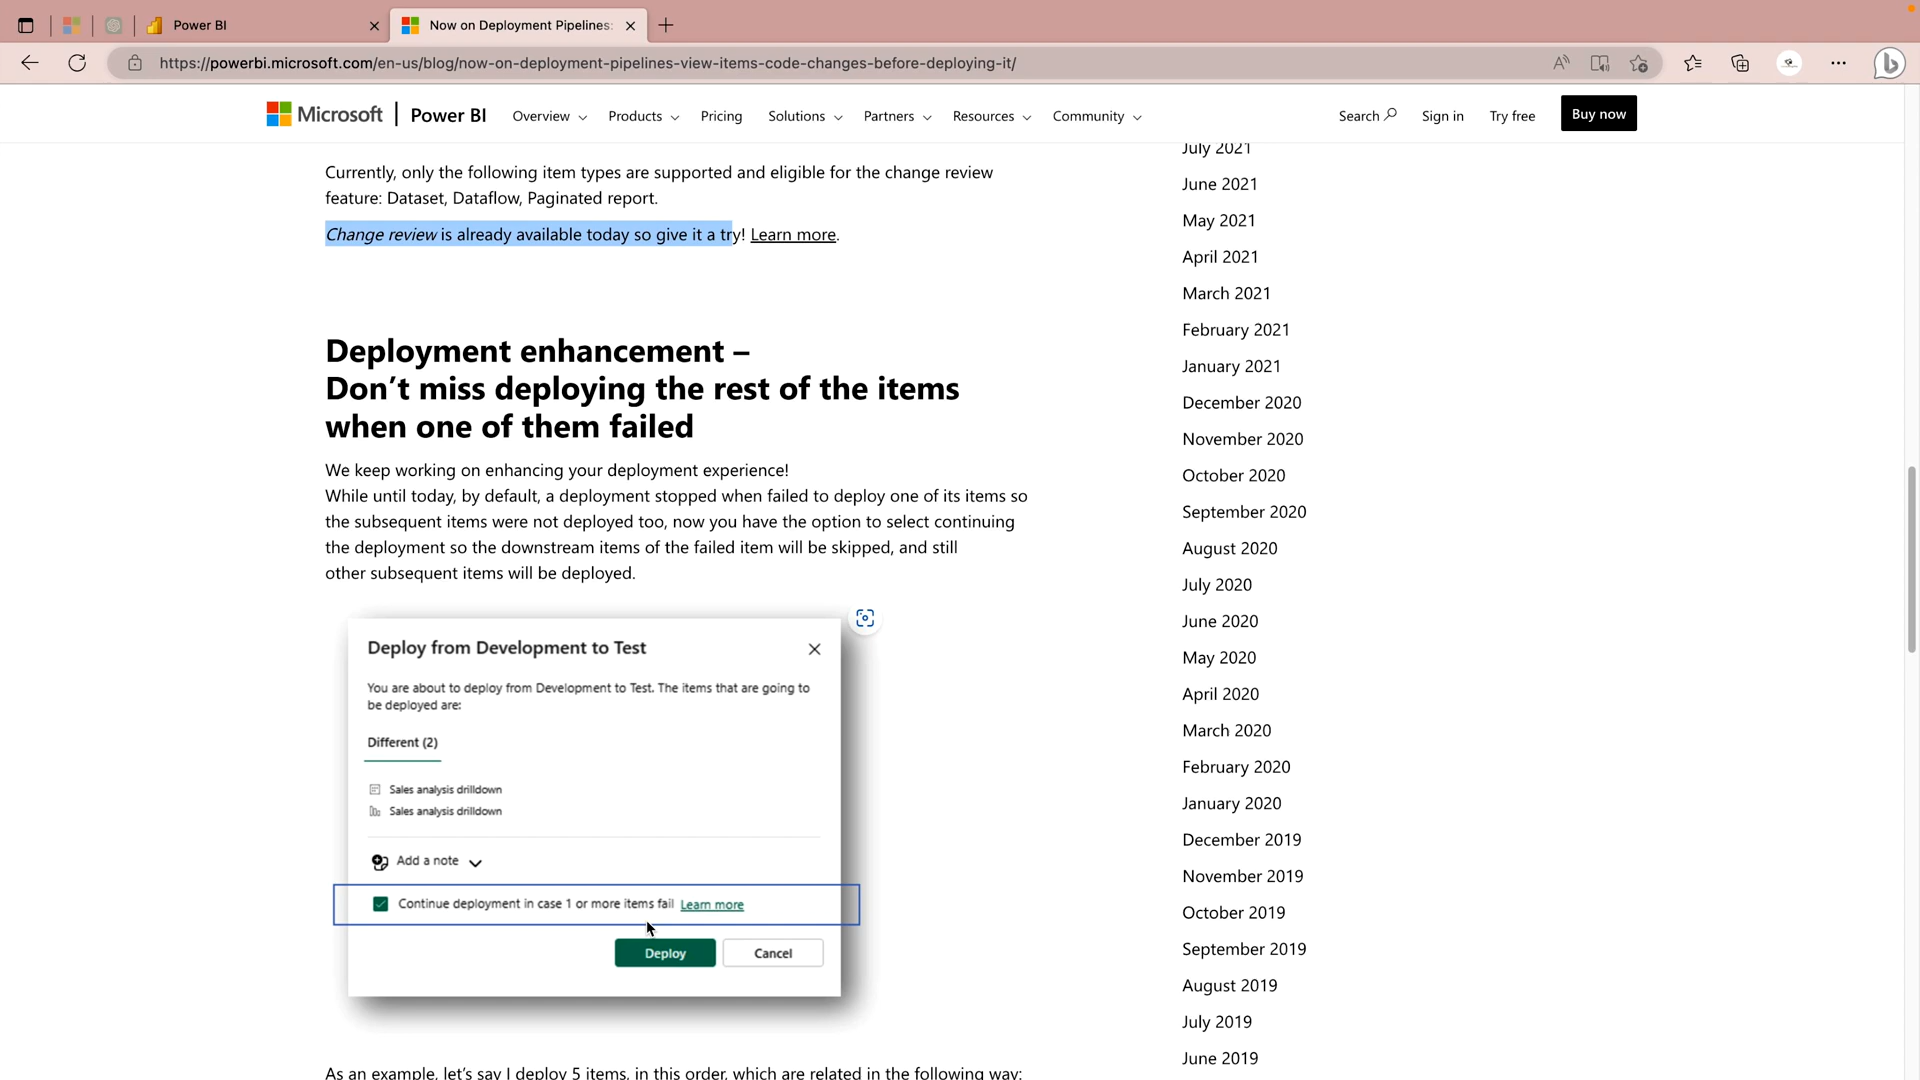 Power BI
Now on Deployment Pipelines:
https://powerbi.microsoft.com/en-us/blog/now-on-deployment-pipelines-view-items-code-changes-before-deploying-it/
Microsoft | Power BI
Overview
Products
Pricing
Solutions
Partners
Resources
Community
Search
Sign in
Try free
Buy now
Currently, only the following item types are supported and eligible for the change review
feature: Dataset, Dataflow, Paginated report.
Change review is already available today so give it a try! Learn more.
Deployment enhancement –
Don’t miss deploying the rest of the items
when one of them failed
We keep working on enhancing your deployment experience!
While until today, by default, a deployment stopped when failed to deploy one of its items so
the subsequent items were not deployed too, now you have the option to select continuing
the deployment so the downstream items of the failed item will be skipped, and still
other subsequent items will be deployed.
Deploy from Development to Test
You are about to deploy from Development to Test. The items that are going to
be deployed are:
Different (2)
Sales analysis drilldown
Sales analysis drilldown
Add a note
Continue deployment in case 1 or more items fail Learn more
Deploy
Cancel
As an example, let’s say I deploy 5 items, in this order, which are related in the following way:
July 2021
June 2021
May 2021
April 2021
March 2021
February 2021
January 2021
December 2020
November 2020
October 2020
September 2020
August 2020
July 2020
June 2020
May 2020
April 2020
March 2020
February 2020
January 2020
December 2019
November 2019
October 2019
September 2019
August 2019
July 2019
June 2019